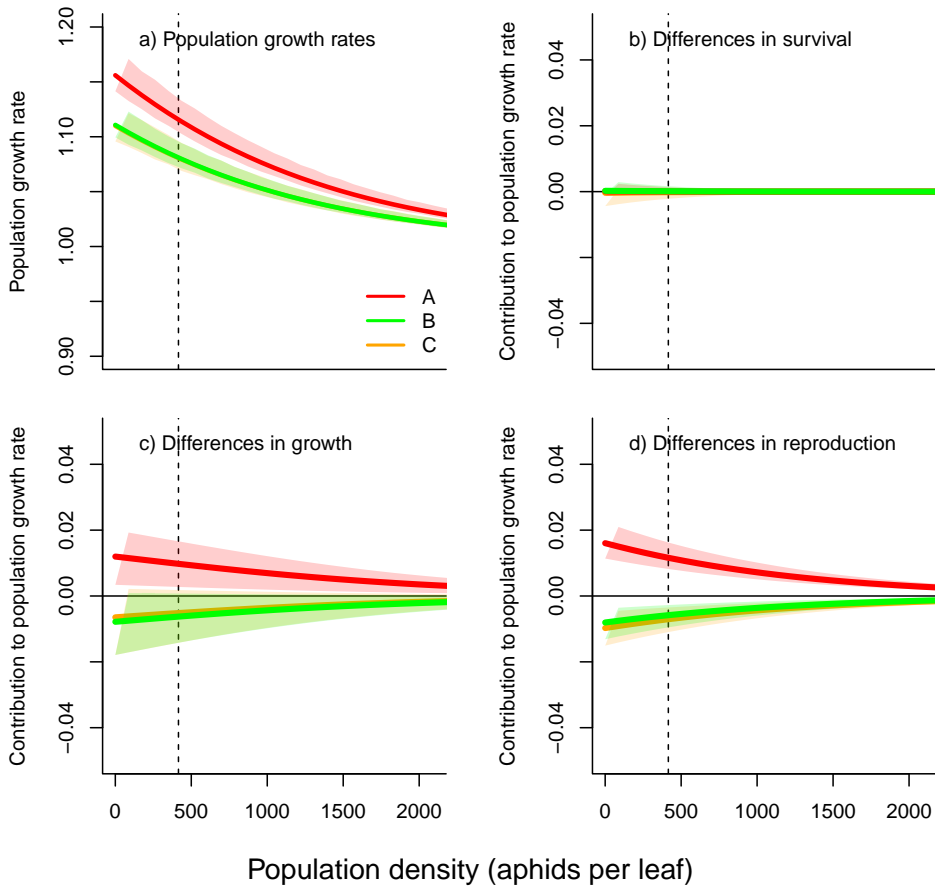 a) Population growth rates
Population growth rate
1.20
1.10
1.00
0.90
A
B
C
b) Differences in survival
Contribution to population growth rate
0.04
0.02
0.00
−0.04
c) Differences in growth
Contribution to population growth rate
0.04
0.02
0.00
−0.04
0
500
1000
1500
2000
d) Differences in reproduction
Contribution to population growth rate
0.04
0.02
0.00
−0.04
0
500
1000
1500
2000
Population density (aphids per leaf)